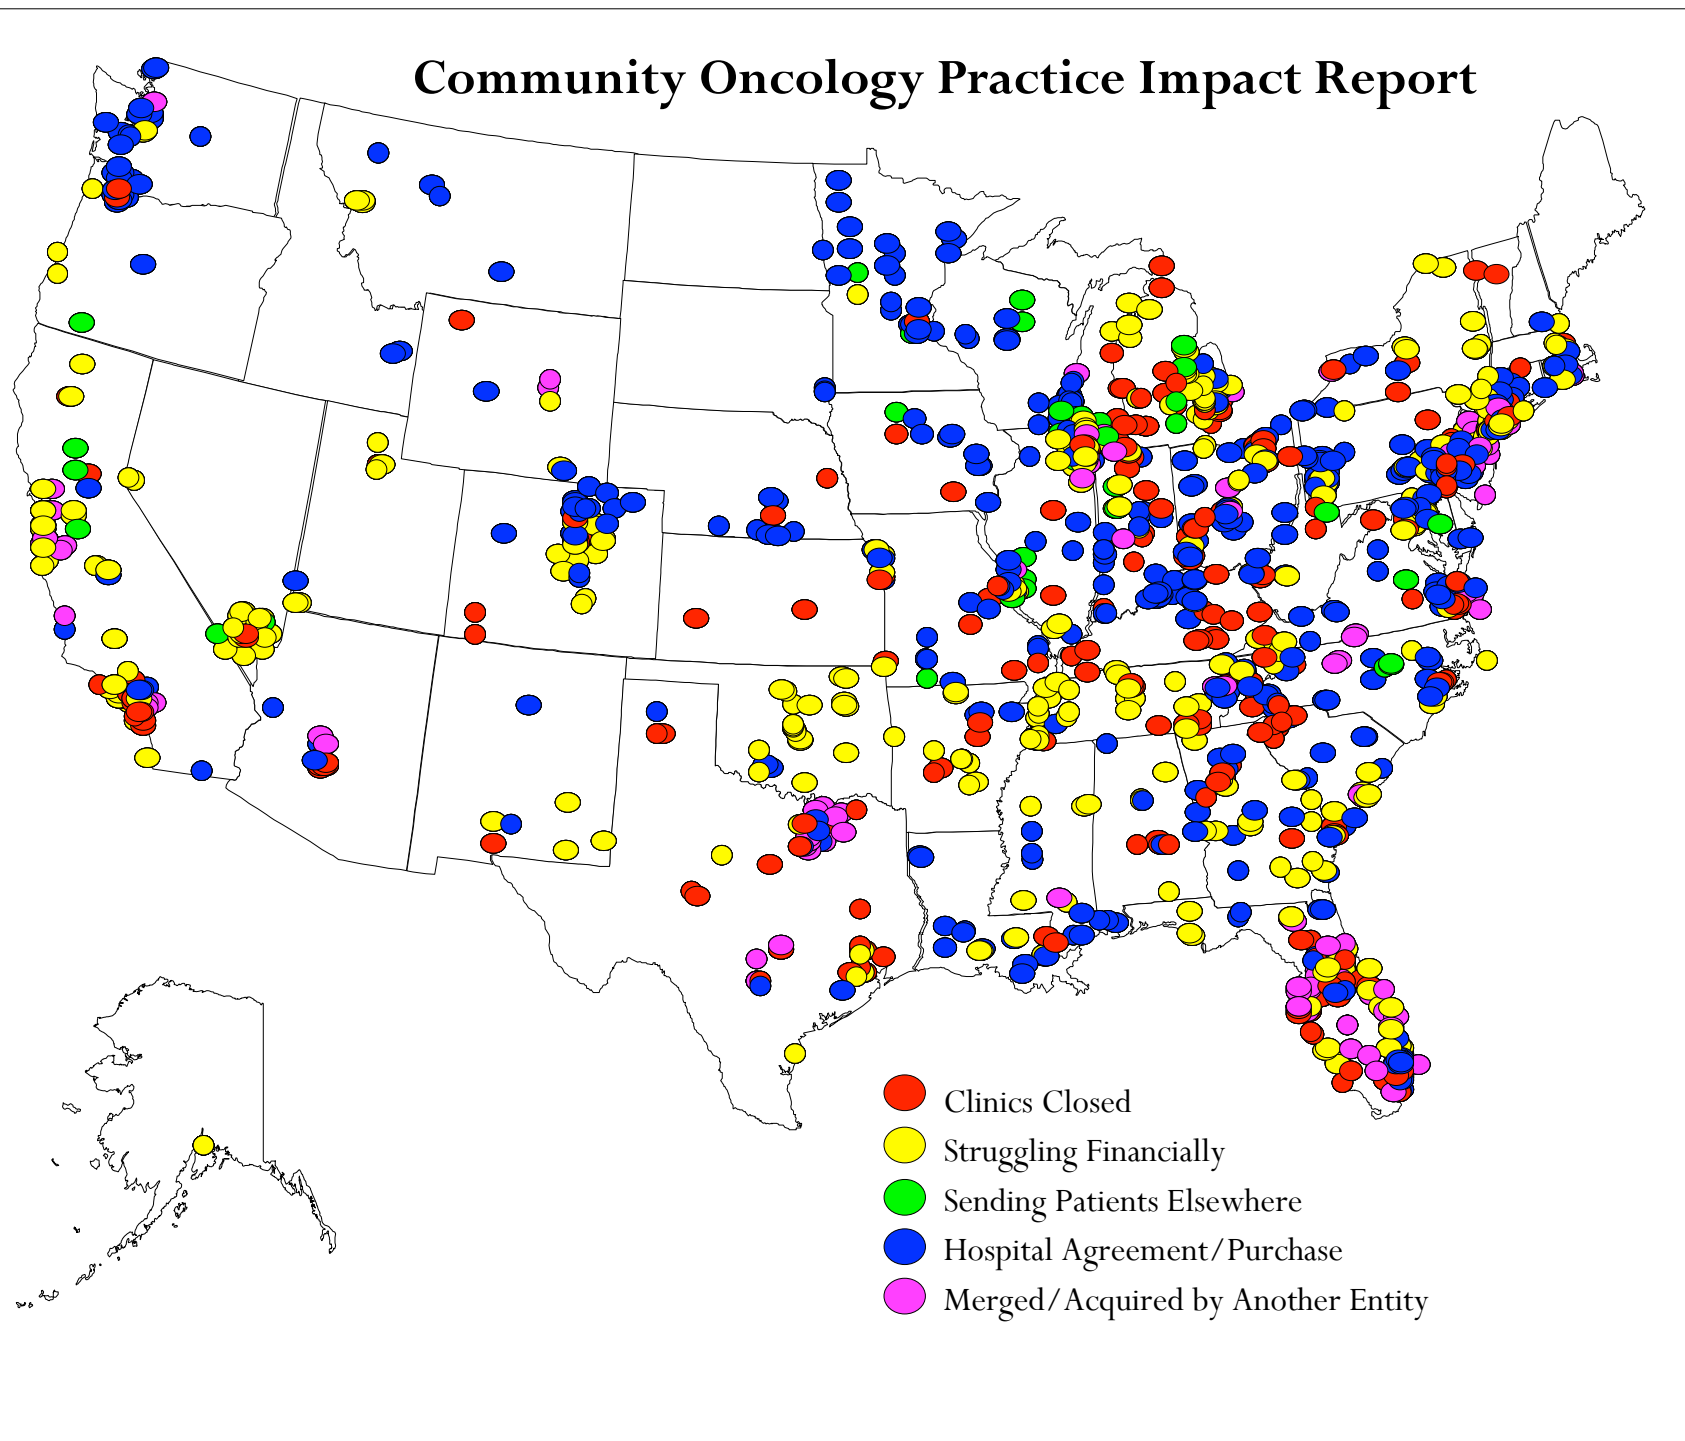 Community Oncology Practice Impact Report
Clinics Closed
Struggling Financially
Sending Patients Elsewhere
Hospital Agreement/Purchase
Merged/Acquired by Another Entity